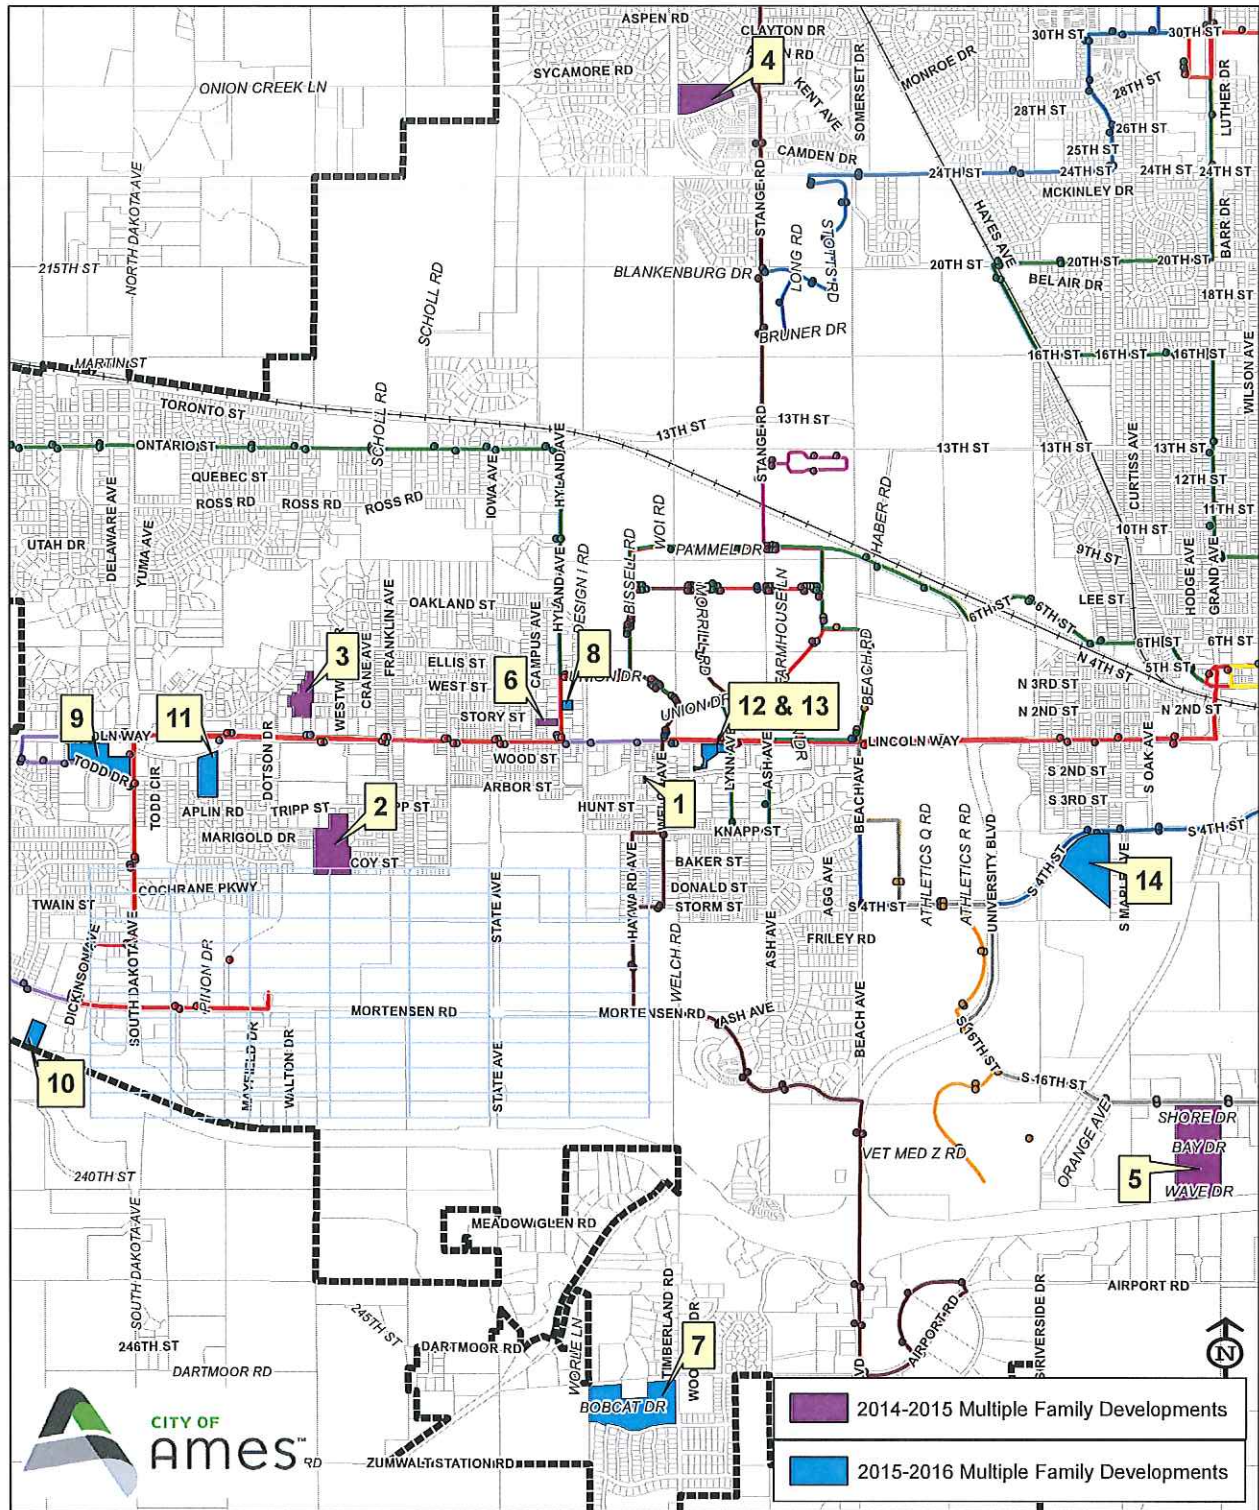 ASPEN RD
CLAYTON DR
30TH ST
30TH ST
4
SYCAMORE RD
SOMERSET DR
MONROE DR
ONION CREEK LN
KENT AVE
28TH ST
28TH ST
LUTHER DR
26TH ST
25TH ST
CAMDEN DR
24TH ST
24TH ST
24TH ST
24TH ST
MCKINLEY DR
NORTH DAKOTA AVE
STANGE RD
HAYES AVE
BARR DR
STOTTS RD
LONG RD
215TH ST
BLANKENBURG DR
20TH ST
20TH ST
20TH ST
BEL AIR DR
SCHOLL RD
18TH ST
BRUNER DR
16TH ST
16TH ST
16TH ST
MARTIN ST
WILSON AVE
TORONTO ST
SCHOLL RD
STANGE RD
13TH ST
13TH ST
ONTARIO ST
13TH ST
13TH ST
13TH ST
HYLAND AVE
IOWA AVE
CURTISS AVE
QUEBEC ST
12TH ST
ROSS RD
ROSS RD
ROSS RD
11TH ST
DELAWARE AVE
HABER RD
10TH ST
UTAH DR
YUMA AVE
WOI RD
PAMMEL DR
9TH ST
BISSELL RD
HODGE AVE
GRAND AVE
OAKLAND ST
FRANKLIN AVE
CRANE AVE
CAMPUS AVE
HYLAND AVE
MORRILL RD
6TH ST
6TH ST
LEE ST
6TH ST
6TH ST
ELLIS ST
3
8
UNION DR
BEACH RD
N 4TH ST
5TH ST
WEST ST
6
N 3RD ST
STORY ST
UNION DR
12 & 13
N 2ND ST
N 2ND ST
9
11
LINCOLN WAY
WOOD ST
LYNN AVE
ASH AVE
S OAK AVE
TODD DR
TODD CIR
DOTSON DR
ARBOR ST
S 2ND ST
APLIN RD
TRIPP ST
2
HUNT ST
1
BEACH AVE
S 3RD ST
MARIGOLD DR
KNAPP ST
S 4TH ST
COY ST
BAKER ST
HAYWARD AVE
ATHLETICS Q RD
ATHLETICS R RD
UNIVERSITY BLVD
S 4TH ST
14
COCHRANE PKWY
DONALD ST
AGG AVE
TWAIN ST
STATE AVE
STORM ST
S 4TH ST
S MAPLE AVE
FRILEY RD
ASH AVE
DICKINSON AVE
SOUTH DAKOTA AVE
PINON DR
WELCH RD
MORTENSEN RD
MORTENSEN RD
ASH AVE
BEACH AVE
S 16TH ST
S 16TH ST
10
MAYFIELD DR
WALTON DR
STATE AVE
ORANGE AVE
SHORE DR
VET MED Z RD
BAY DR
5
WAVE DR
240TH ST
SOUTH DAKOTA AVE
MEADOW GLEN RD
TIMBERLAND RD
AIRPORT RD
S RIVERSIDE DR
245TH ST
246TH ST
DARTMOOR RD
DARTMOOR RD
WORLE LN
7
AIRPORT RD
N
BOBCAT DR
CITY OF
Ames™
RD
ZUMWALT STATION RD
2014-2015 Multiple Family Developments
2015-2016 Multiple Family Developments